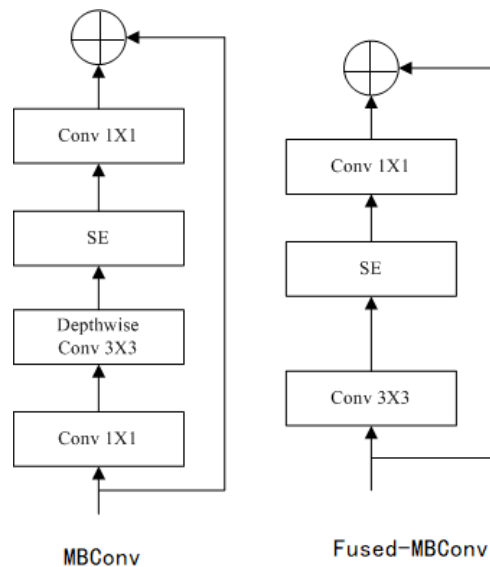 Conv 1X1
SE
Depthwise
Conv 3X3
Conv 1X1
MBConv
Conv 1X1
SE
Conv 3X3
Fused-MBConv